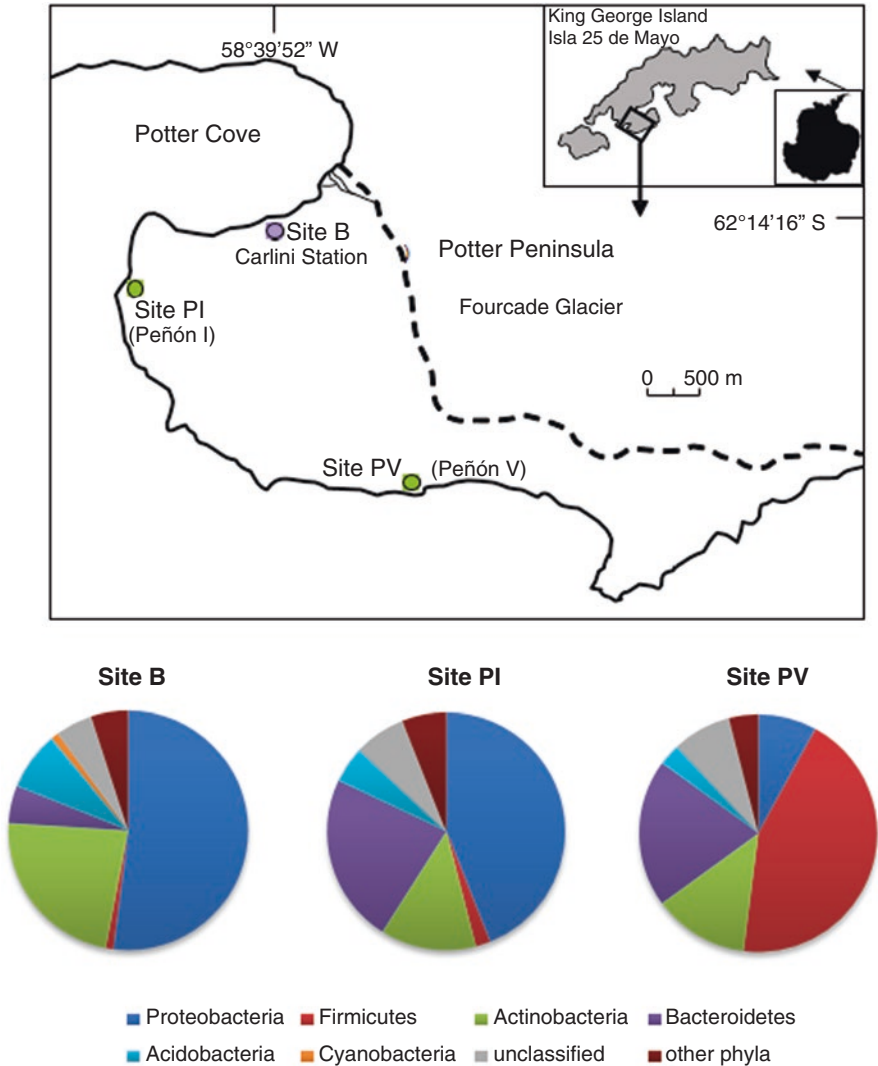 King George Island
Isla 25 de Mayo
58°39'52” W
Potter Cove
62°14'16” S
Site B
Carlini Station
Potter Peninsula
Site PI
(Peñón I)
Fourcade Glacier
0 500 m
Site PV (Peñón V)
Site B Site PI Site PV
Proteobacteria Firmicutes Actinobacteria Bacteroidetes
Acidobacteria Cyanobacteria unclassified other phyla